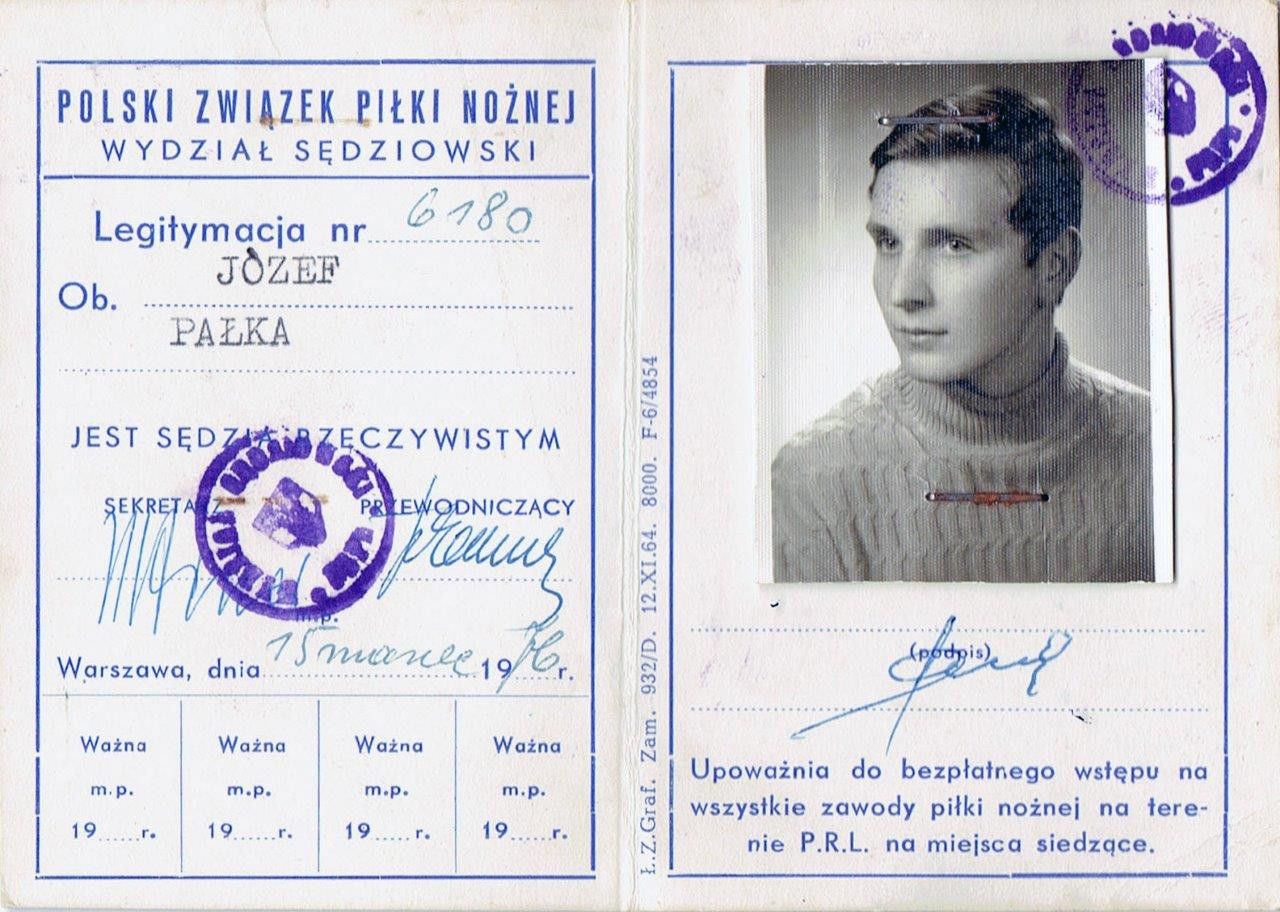 POLSKI ZWIĄZEK PIŁKI NOŻNEJ
WYDZIAŁ SĘDZIOWSKI
Legitymacja nr 6180
JÓZEF
Ob.
PAŁKA
JEST SĘDZIĄ RZECZYWISTYM
SEKRETARZ PRZEWODNICZĄCY
m.p.
Warszawa, dnia 15 marzec 1976 r.
Ważna Ważna Ważna Ważna
m.p. m.p. m.p. m.p.
19 r. 19 r. 19 r. 19 r.
Ł.Z.Graf. Zam. 932/D. 12.XI.64. 8000. F-6/4854
(podpis)
Upoważnia do bezpłatnego wstępu na
wszystkie zawody piłki nożnej na tere-
nie P.R.L. na miejsca siedzące.